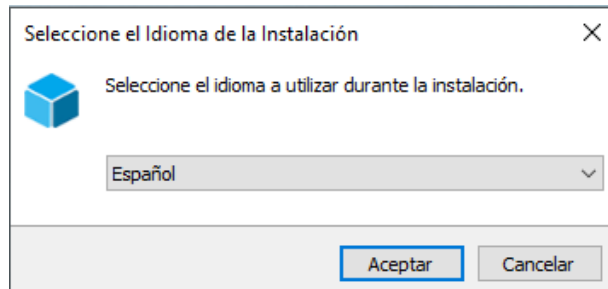 Seleccione el Idioma de la Instalación
Seleccione el idioma a utilizar durante la instalación.
Español
Aceptar
Cancelar